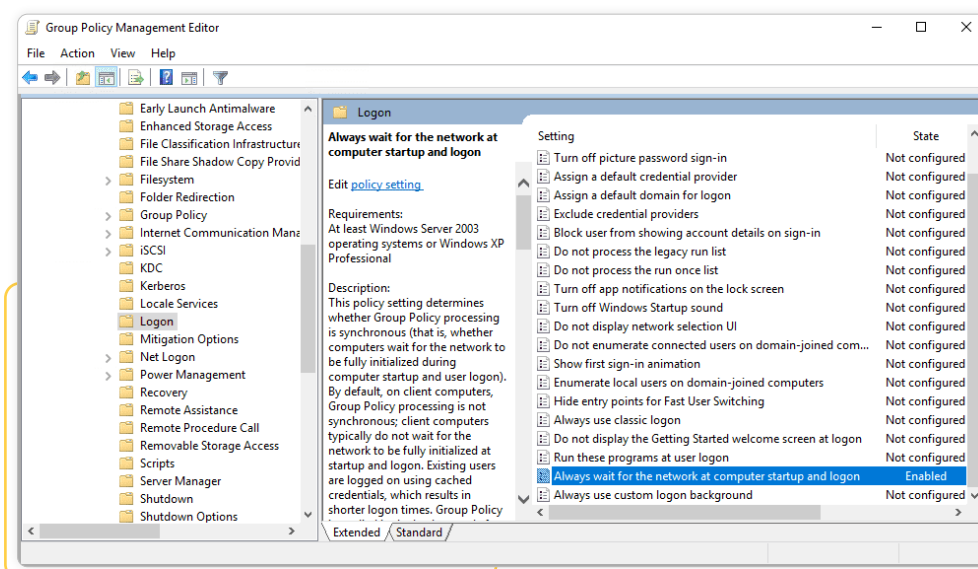 Group Policy Management Editor
File Action View Help
Early Launch Antimalware
Enhanced Storage Access
File Classification Infrastructure
File Share Shadow Copy Provid
Filesystem
Folder Redirection
Group Policy
Internet Communication Mana
iSCSI
KDC
Kerberos
Locale Services
Logon
Mitigation Options
Net Logon
Power Management
Recovery
Remote Assistance
Remote Procedure Call
Removable Storage Access
Scripts
Server Manager
Shutdown
Shutdown Options
Logon
Always wait for the network at
computer startup and logon
Edit policy setting
Requirements:
At least Windows Server 2003
operating systems or Windows XP
Professional
Description:
This policy setting determines
whether Group Policy processing
is synchronous (that is, whether
computers wait for the network to
be fully initialized during
computer startup and user logon).
By default, on client computers,
Group Policy processing is not
synchronous; client computers
typically do not wait for the
network to be fully initialized at
startup and logon. Existing users
are logged on using cached
credentials, which results in
shorter logon times. Group Policy
Setting State
Turn off picture password sign-in Not configured
Assign a default credential provider Not configured
Assign a default domain for logon Not configured
Exclude credential providers Not configured
Block user from showing account details on sign-in Not configured
Do not process the legacy run list Not configured
Do not process the run once list Not configured
Turn off app notifications on the lock screen Not configured
Turn off Windows Startup sound Not configured
Do not display network selection UI Not configured
Do not enumerate connected users on domain-joined com... Not configured
Show first sign-in animation Not configured
Enumerate local users on domain-joined computers Not configured
Hide entry points for Fast User Switching Not configured
Always use classic logon Not configured
Do not display the Getting Started welcome screen at logon Not configured
Run these programs at user logon Not configured
Always wait for the network at computer startup and logon Enabled
Always use custom logon background Not configured
Extended Standard